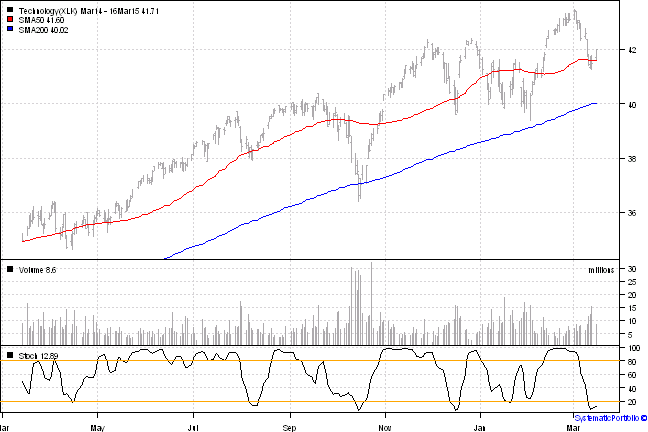 Technology(XLK) Mar14 - 16Mar15 41.71
SMA50 41.60
SMA200 40.02
42
40
38
36
Volume 8.6
millions
30
25
20
15
10
5
Stoch 12.89
100
80
60
40
20
Mar May Jul Sep Nov Jan Mar
SystematicPortfolio ©